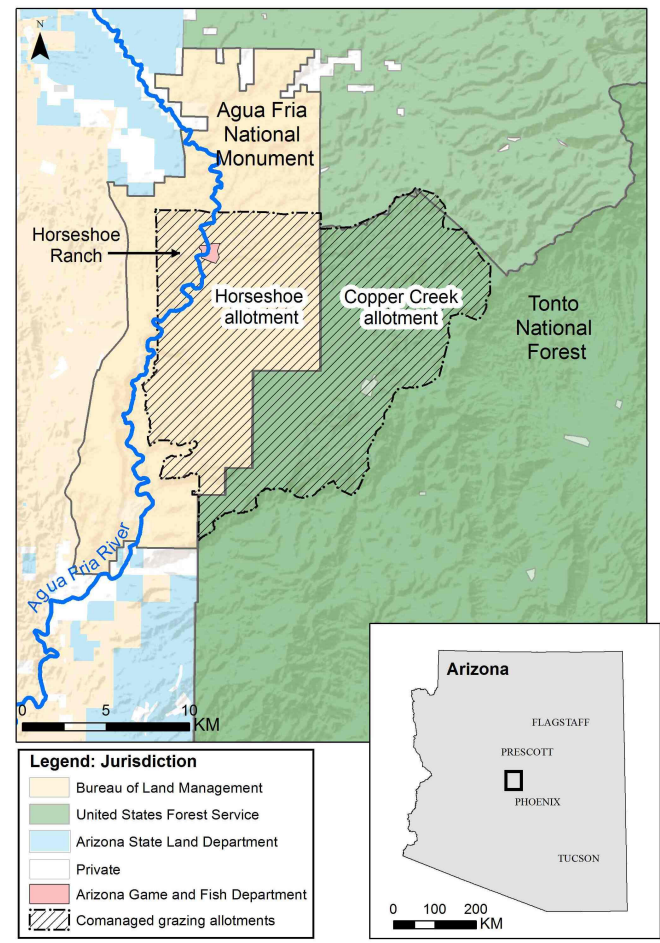 N
Agua Fria
National
Monument
Horseshoe
Ranch
Horseshoe
allotment
Copper Creek
allotment
Tonto
National
Forest
Agua Fria River
0 5 10
KM
Legend: Jurisdiction
Bureau of Land Management
United States Forest Service
Arizona State Land Department
Private
Arizona Game and Fish Department
Comanaged grazing allotments
Arizona
FLAGSTAFF
PRESCOTT
PHOENIX
TUCSON
0 100 200
KM